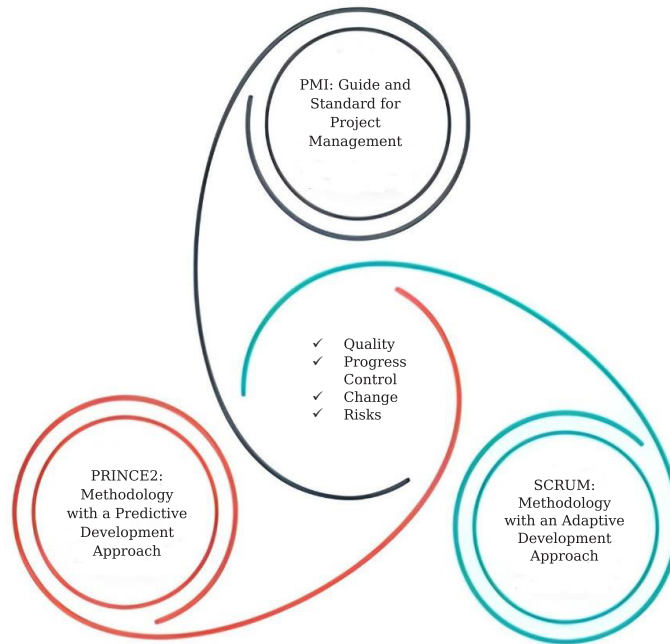 PMI: Guide and
Standard for
Project
Management
✓ Quality
✓ Progress
Control
✓ Change
✓ Risks
PRINCE2:
Methodology
with a Predictive
Development
Approach
SCRUM:
Methodology
with an Adaptive
Development
Approach